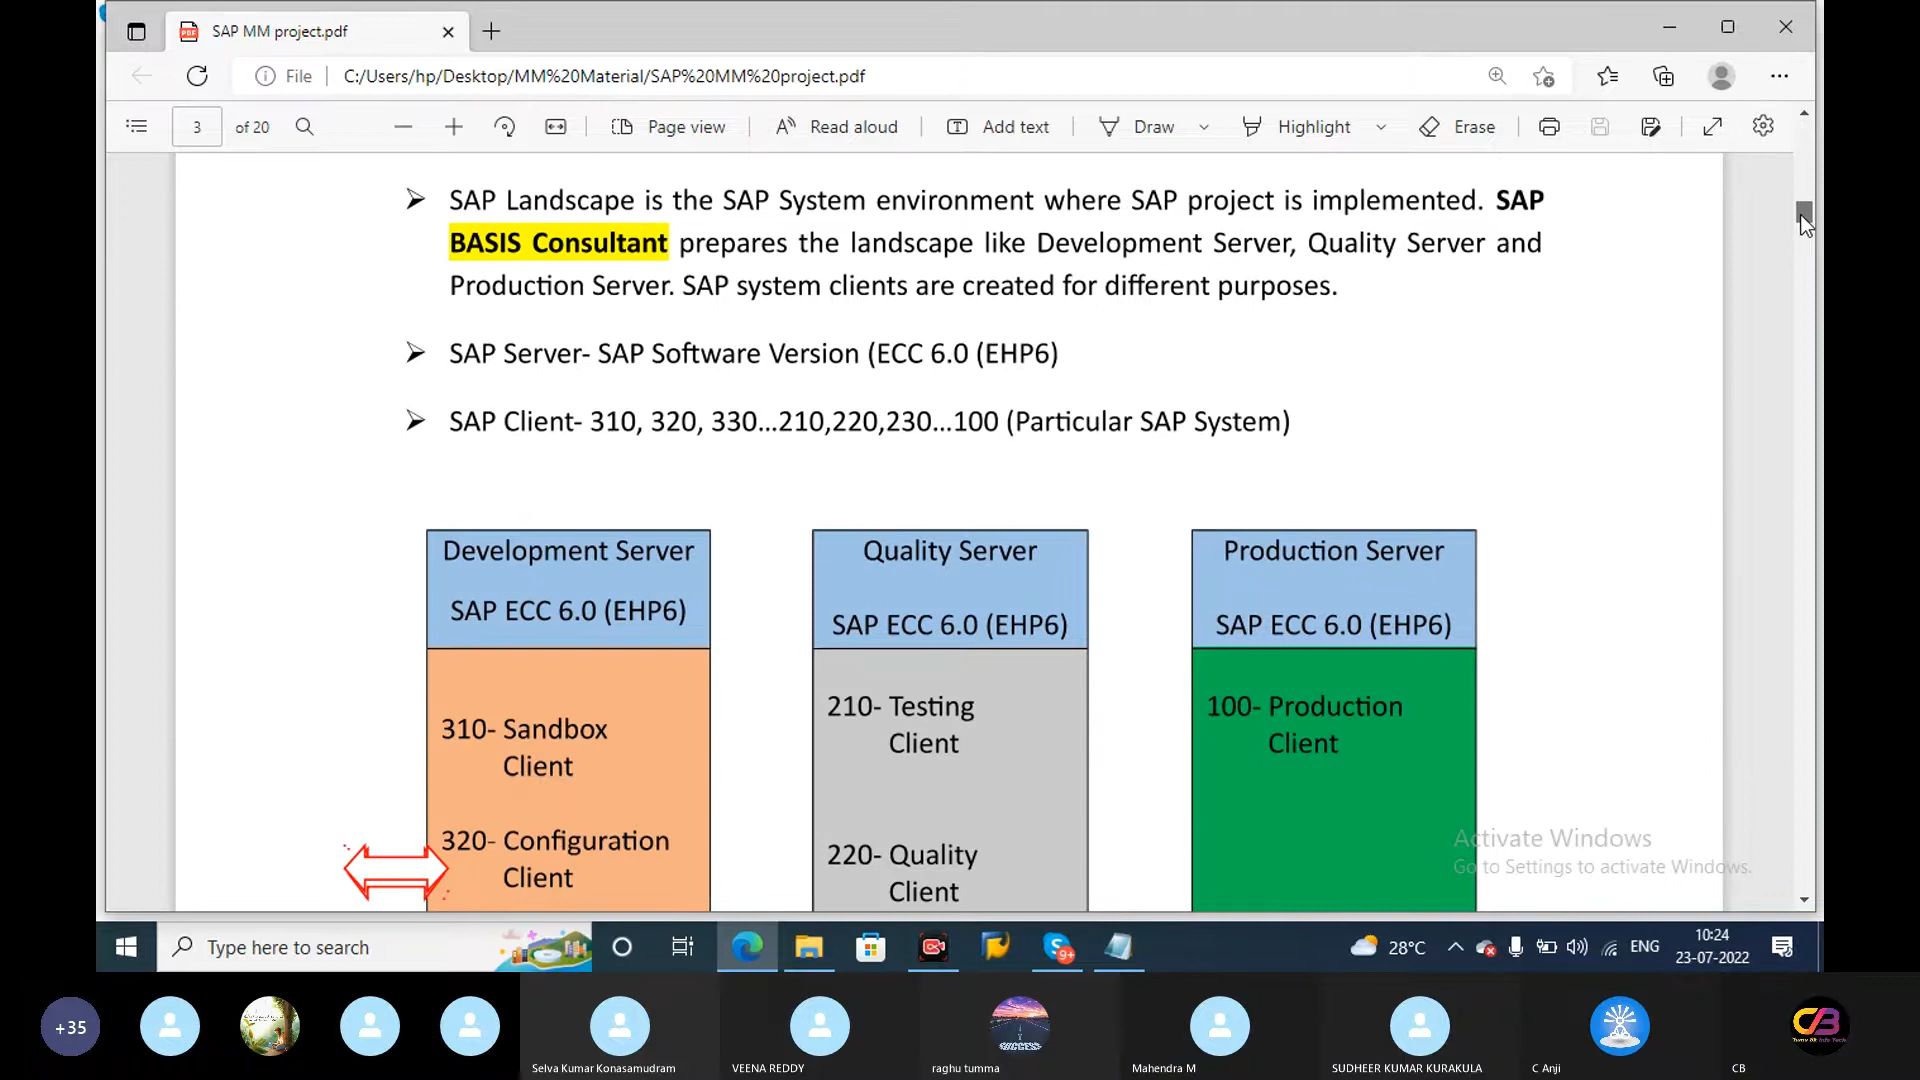 SAP MM project.pdf
File
C:/Users/hp/Desktop/MM%20Material/SAP%20MM%20project.pdf
3 of 20
Page view
Read aloud
Add text
Draw
Highlight
Erase
SAP Landscape is the SAP System environment where SAP project is implemented. SAP
BASIS Consultant prepares the landscape like Development Server, Quality Server and
Production Server. SAP system clients are created for different purposes.
SAP Server- SAP Software Version (ECC 6.0 (EHP6)
SAP Client- 310, 320, 330...210,220,230...100 (Particular SAP System)
Development Server
SAP ECC 6.0 (EHP6)
310- Sandbox
Client
320- Configuration
Client
Quality Server
SAP ECC 6.0 (EHP6)
210- Testing
Client
220- Quality
Client
Production Server
SAP ECC 6.0 (EHP6)
100- Production
Client
Activate Windows
Go to Settings to activate Windows.
Type here to search
9+
28°C
ENG
10:24
23-07-2022
+35
SUCCESS
CB
Selva Kumar Konasamudram
VEENA REDDY
raghu tumma
Mahendra M
SUDHEER KUMAR KURAKULA
C Anji
CB